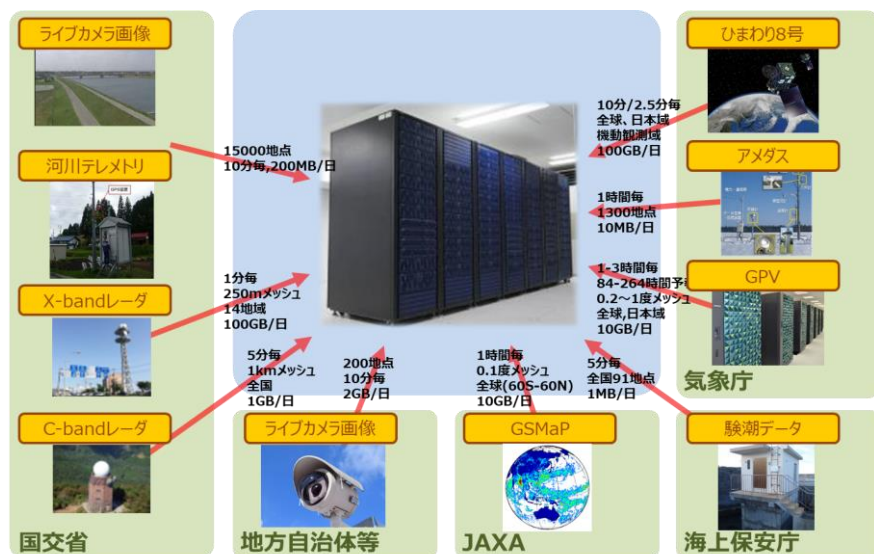 ライブカメラ画像
15000地点
10分毎,200MB/日
河川テレメトリ
X-bandレーダ
1分毎
250mメッシュ
14地域
100GB/日
C-bandレーダ
5分毎
1kmメッシュ
全国
1GB/日
国交省
200地点
10分毎
2GB/日
ライブカメラ画像
地方自治体等
1時間毎
0.1度メッシュ
全球(60S-60N)
10GB/日
GSMaP
JAXA
5分毎
全国91地点
1MB/日
験潮データ
海上保安庁
ひまわり8号
10分/2.5分毎
全球、日本域
機動観測域
100GB/日
アメダス
1時間毎
1300地点
10MB/日
GPV
1-3時間毎
84-264時間予
0.2～1度メッシュ
全球,日本域
10GB/日
気象庁